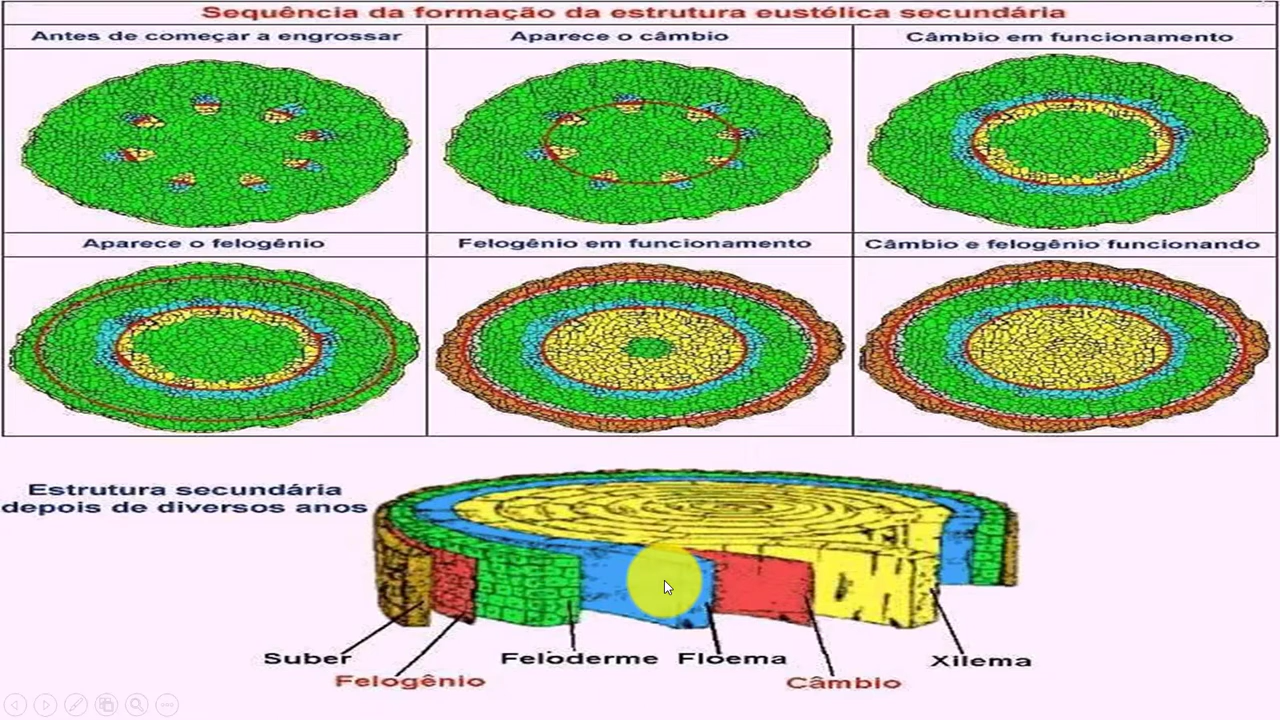 Sequência da formação da estrutura eustélica secundária
Antes de começar a engrossar
Aparece o câmbio
Câmbio em funcionamento
Aparece o felogênio
Felogênio em funcionamento
Câmbio e felogênio funcionando
Estrutura secundária
depois de diversos anos
Suber
Feloderme
Floema
Xilema
Felogênio
Câmbio